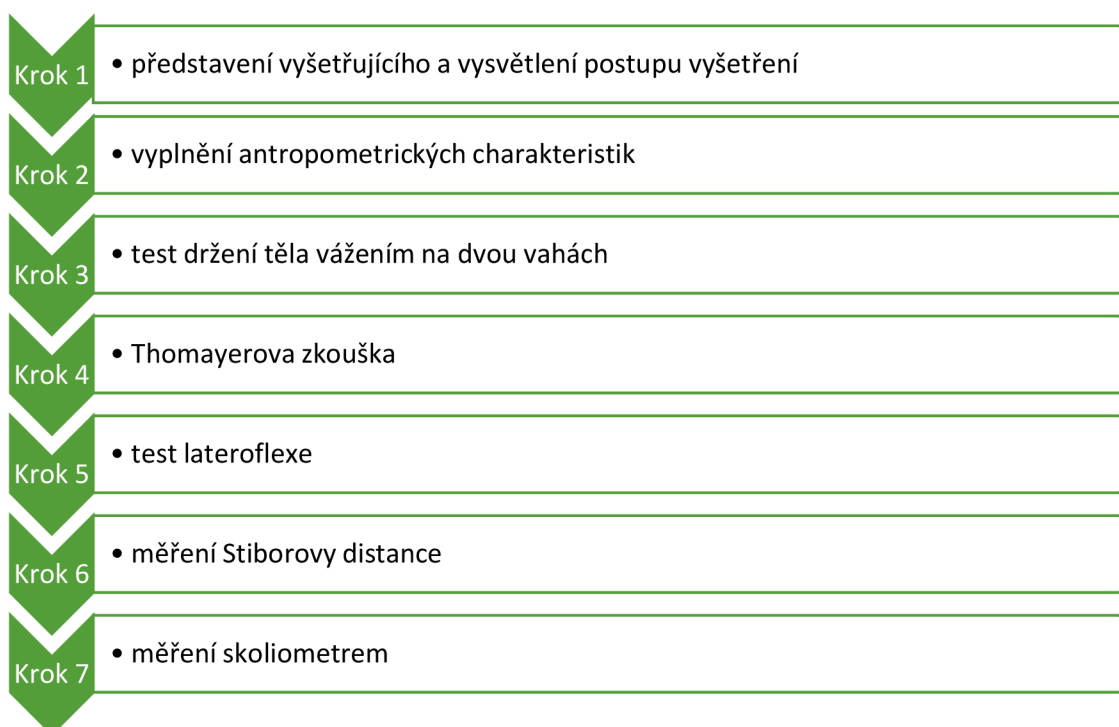 Krok 1
• představení vyšetřujícího a vysvětlení postupu vyšetření
Krok 2
• vyplnění antropometrických charakteristik
Krok 3
• test držení těla vážením na dvou vahách
Krok 4
• Thomayerova zkouška
Krok 5
• test lateroflexe
Krok 6
• měření Stiborovy distance
Krok 7
• měření skoliometrem